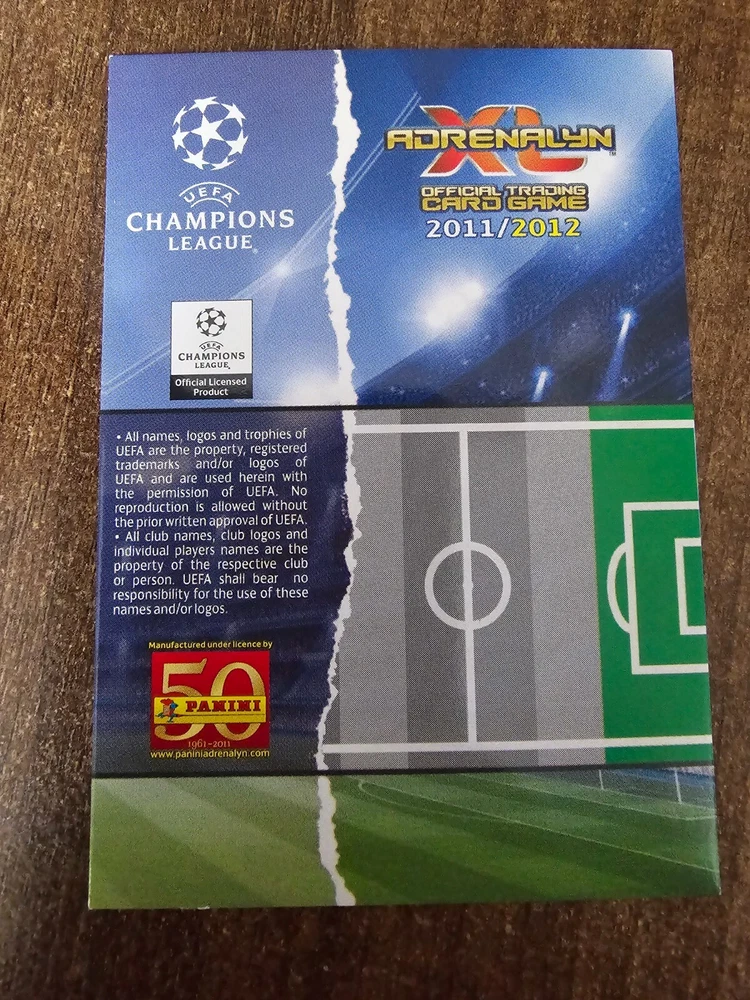 UEFA
CHAMPIONS
LEAGUE®
UEFA
CHAMPIONS
LEAGUE®
Official Licensed
Product
• All names, logos and trophies of
UEFA are the property, registered
trademarks and/or logos of
UEFA and are used herein with
the permission of UEFA. No
reproduction is allowed without
the prior written approval of UEFA.
• All club names, club logos and
individual players names are the
property of the respective club
or person. UEFA shall bear no
responsibility for the use of these
names and/or logos.
Manufactured under licence by
50
PANINI
1961-2011
www.paniniadrenalyn.com
ADRENALYN
XL™
OFFICIAL TRADING
CARD GAME
2011/2012